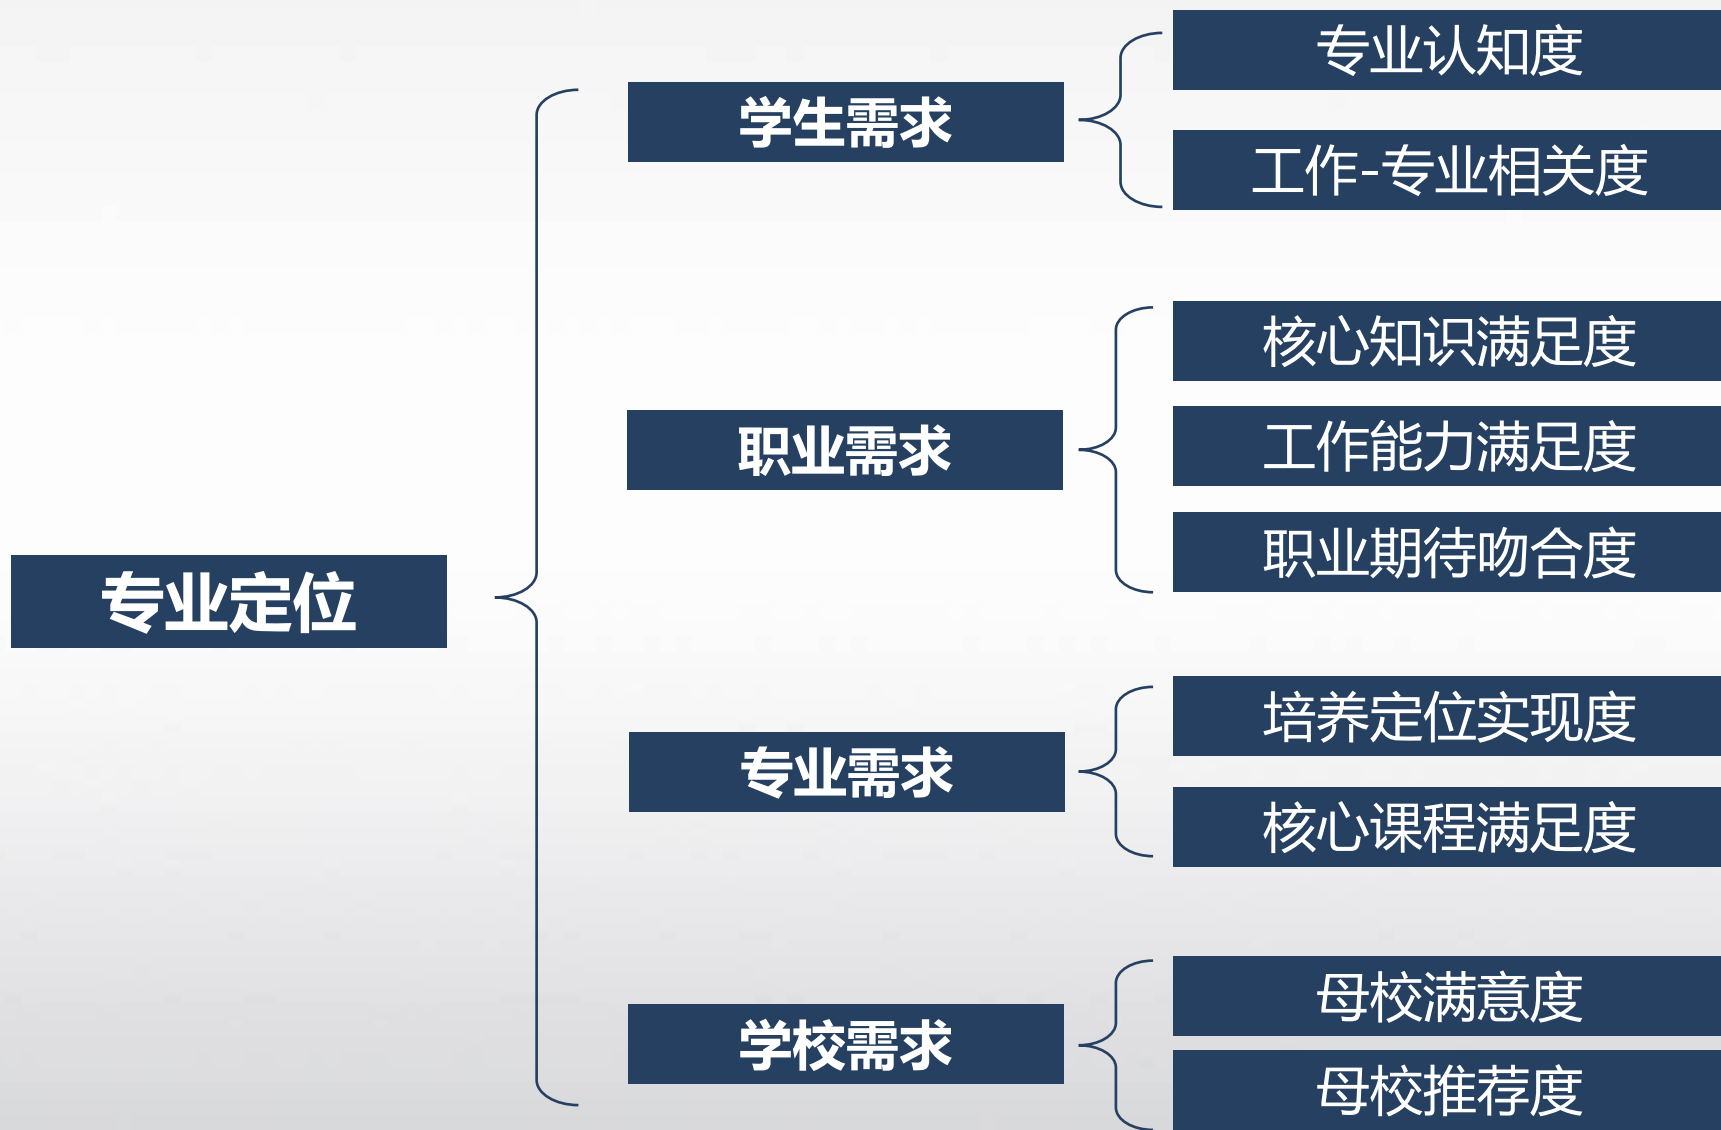 专业定位
学生需求
专业认知度
工作-专业相关度
职业需求
核心知识满足度
工作能力满足度
职业期待吻合度
专业需求
培养定位实现度
核心课程满足度
学校需求
母校满意度
母校推荐度